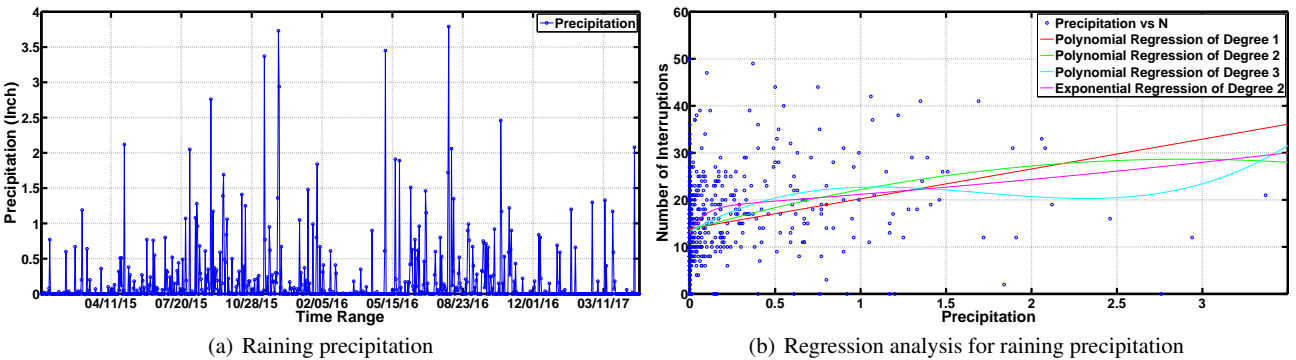 4
3.5
3
2.5
2
1.5
1
0.5
0
Precipitation (Inch)
Precipitation
04/11/15 07/20/15 10/28/15 02/05/16 05/15/16 08/23/16 12/01/16 03/11/17
Time Range
(a) Raining precipitation
60
50
40
30
20
10
0
Number of Interruptions
Precipitation vs N
Polynomial Regression of Degree 1
Polynomial Regression of Degree 2
Polynomial Regression of Degree 3
Exponential Regression of Degree 2
0 0.5 1 1.5 2 2.5 3
Precipitation
(b) Regression analysis for raining precipitation